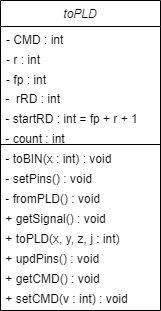 toPLD
- CMD : int
- r : int
- fp : int
- rRD : int
- startRD : int = fp + r + 1
- count : int
- toBIN(x : int) : void
- setPins() : void
- fromPLD() : void
+ getSignal() : void
+ toPLD(x, y, z, j : int)
+ updPins() : void
+ getCMD() : void
+ setCMD(v : int) : void